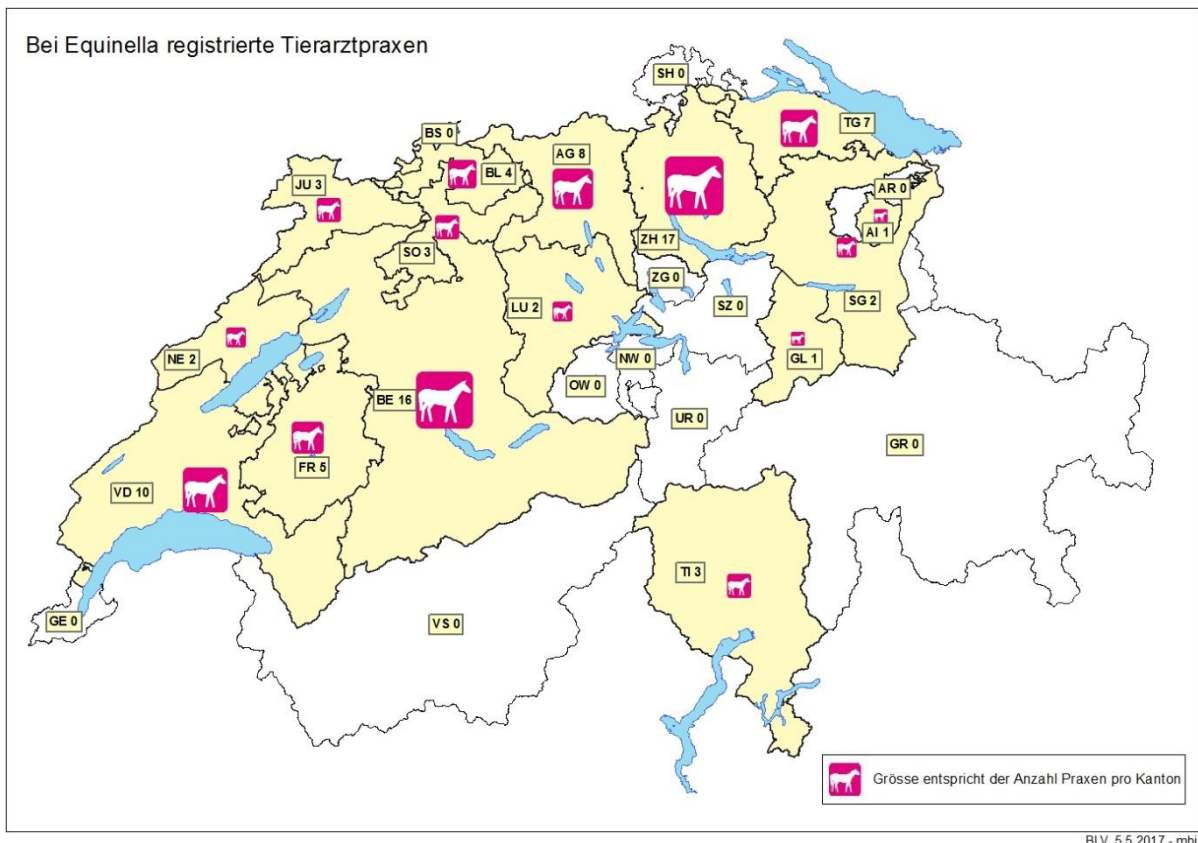 Bei Equinella registrierte Tierarztpraxen
SH 0
TG 7
BS 0
AG 8
BL 4
JU 3
AR 0
AI 1
ZH 17
SO 3
ZG 0
SZ 0
SG 2
LU 2
NE 2
NW 0
GL 1
OW 0
BE 16
UR 0
GR 0
FR 5
VD 10
TI 3
GE 0
VS 0
Grösse entspricht der Anzahl Praxen pro Kanton
BLV, 5.5.2017 - mbi